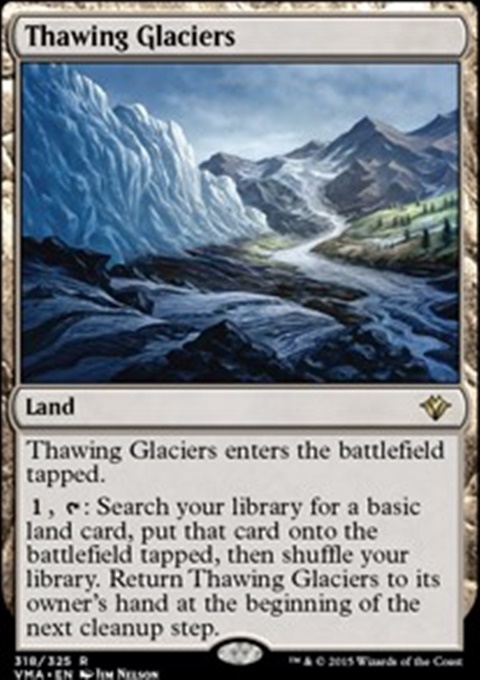 Thawing Glaciers
Land
Thawing Glaciers enters the battlefield
tapped.
1 , : Search your library for a basic
land card, put that card onto the
battlefield tapped, then shuffle your
library. Return Thawing Glaciers to its
owner's hand at the beginning of the
next cleanup step.
318/325 R
VMA • EN Jim Nelson
™ & © 2015 Wizards of the Coast